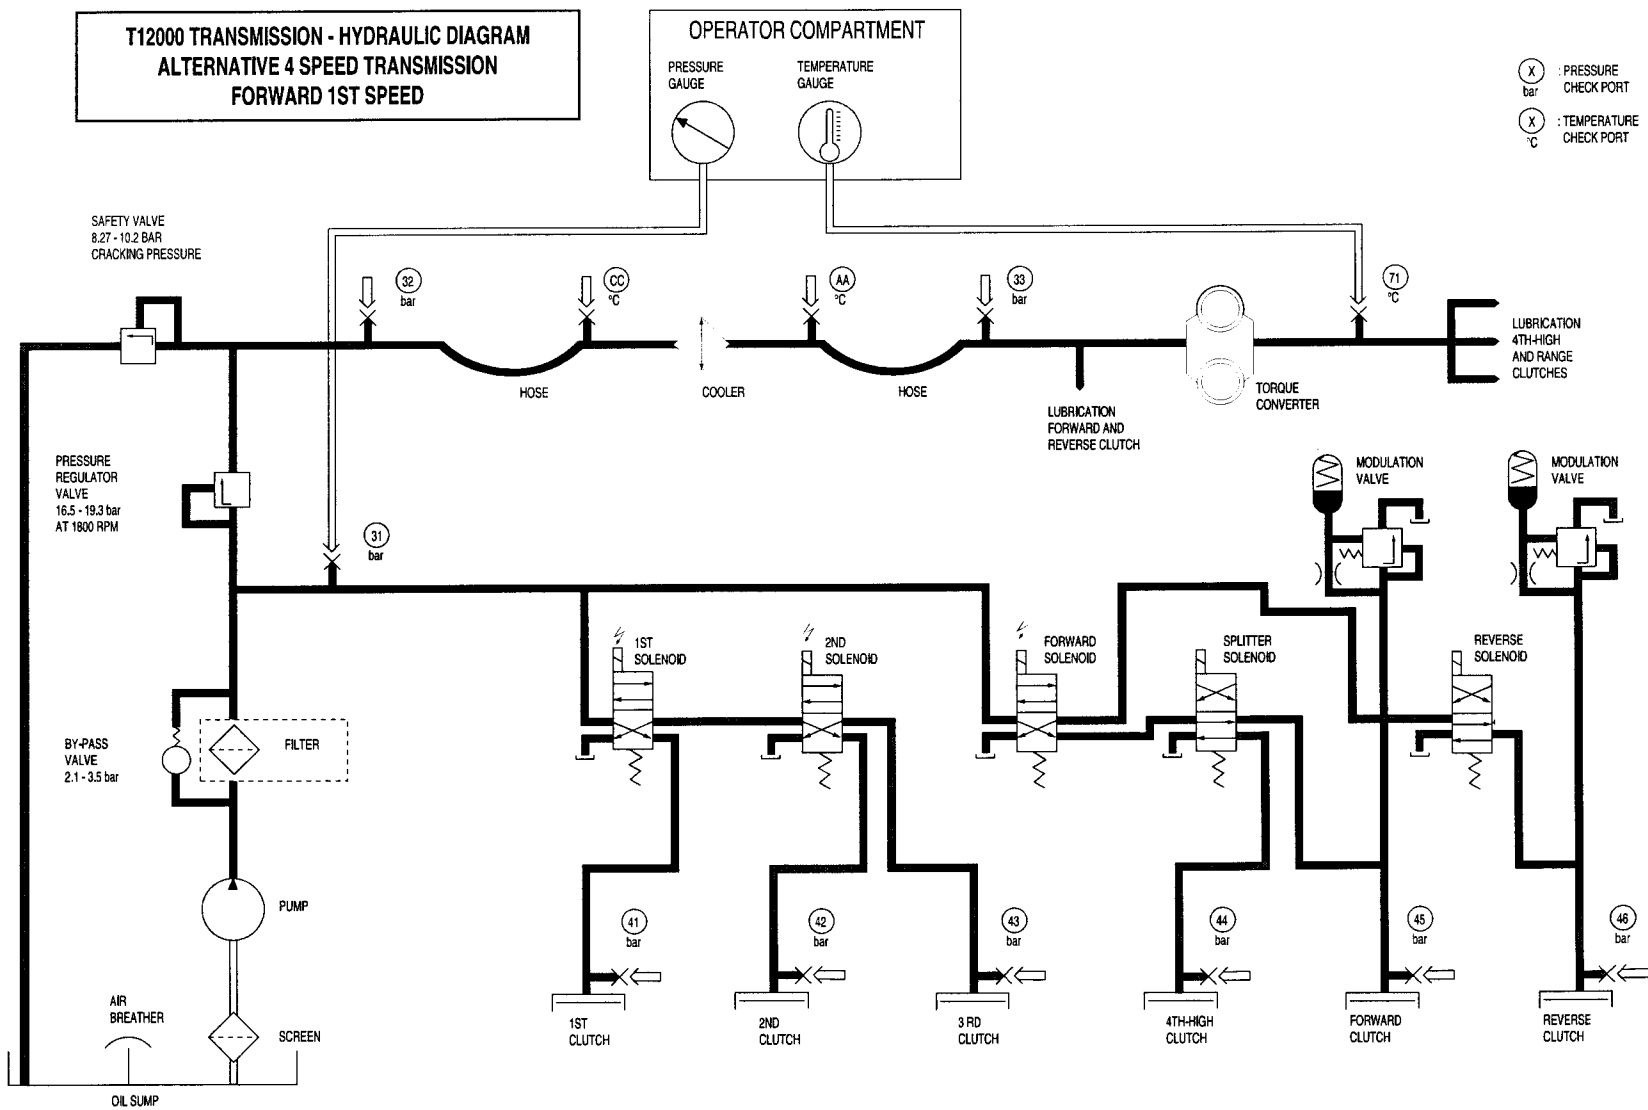 T12000 TRANSMISSION - HYDRAULIC DIAGRAM
ALTERNATIVE 4 SPEED TRANSMISSION
FORWARD 1ST SPEED
OPERATOR COMPARTMENT
PRESSURE
GAUGE
TEMPERATURE
GAUGE
X
bar
: PRESSURE
CHECK PORT
X
°C
: TEMPERATURE
CHECK PORT
SAFETY VALVE
8.27 - 10.2 BAR
CRACKING PRESSURE
32
bar
CC
°C
AA
°C
33
bar
71
°C
HOSE
COOLER
HOSE
LUBRICATION
FORWARD AND
REVERSE CLUTCH
TORQUE
CONVERTER
LUBRICATION
4TH-HIGH
AND RANGE
CLUTCHES
PRESSURE
REGULATOR
VALVE
16.5 - 19.3 bar
AT 1800 RPM
31
bar
MODULATION
VALVE
MODULATION
VALVE
1ST
SOLENOID
2ND
SOLENOID
FORWARD
SOLENOID
SPLITTER
SOLENOID
REVERSE
SOLENOID
BY-PASS
VALVE
2.1 - 3.5 bar
FILTER
PUMP
41
bar
42
bar
43
bar
44
bar
45
bar
46
bar
AIR
BREATHER
SCREEN
OIL SUMP
1ST
CLUTCH
2ND
CLUTCH
3 RD
CLUTCH
4TH-HIGH
CLUTCH
FORWARD
CLUTCH
REVERSE
CLUTCH